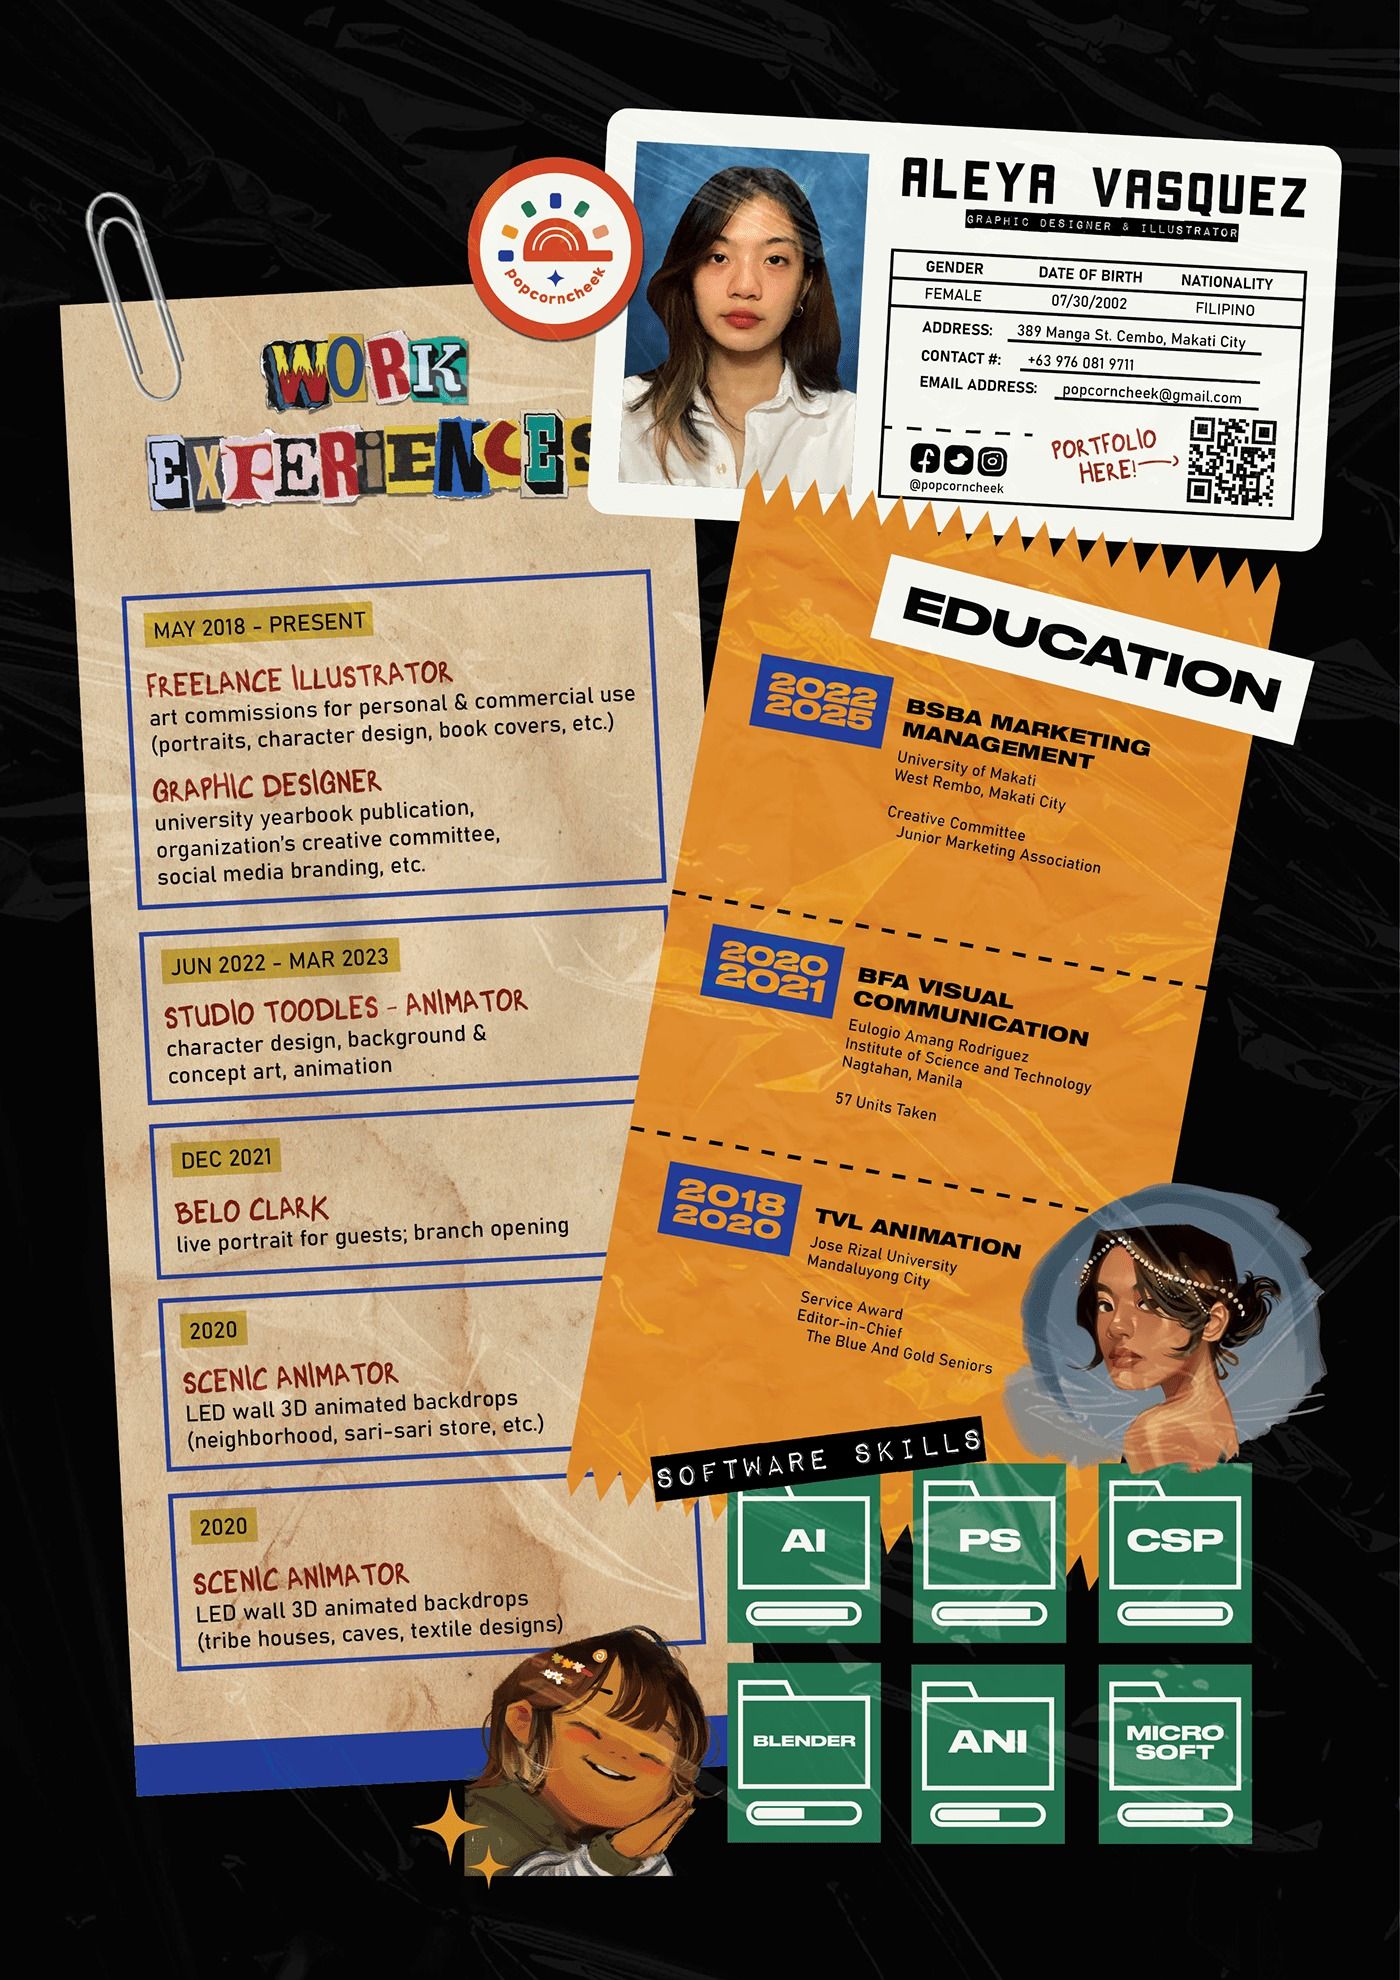 popcorncheek
ALEYA VASQUEZ
GRAPHIC DESIGNER & ILLUSTRATOR
GENDER DATE OF BIRTH NATIONALITY
FEMALE 07/30/2002 FILIPINO
ADDRESS: 389 Manga St. Cembo, Makati City
CONTACT #: +63 976 081 9711
EMAIL ADDRESS: popcorncheek@gmail.com
PORTFOLIO
HERE!
@popcorncheek
WORK
EXPERIENCES
MAY 2018 - PRESENT
FREELANCE ILLUSTRATOR
art commissions for personal & commercial use
(portraits, character design, book covers, etc.)
GRAPHIC DESIGNER
university yearbook publication,
organization's creative committee,
social media branding, etc.
JUN 2022 - MAR 2023
STUDIO TOODLES - ANIMATOR
character design, background &
concept art, animation
DEC 2021
BELO CLARK
live portrait for guests; branch opening
2020
SCENIC ANIMATOR
LED wall 3D animated backdrops
(neighborhood, sari-sari store, etc.)
2020
SCENIC ANIMATOR
LED wall 3D animated backdrops
(tribe houses, caves, textile designs)
EDUCATION
2022
2025
BSBA MARKETING
MANAGEMENT
University of Makati
West Rembo, Makati City
Creative Committee
Junior Marketing Association
2020
2021
BFA VISUAL
COMMUNICATION
Eulogio Amang Rodriguez
Institute of Science and Technology
Nagtahan, Manila
57 Units Taken
2018
2020
TVL ANIMATION
Jose Rizal University
Mandaluyong City
Service Award
Editor-in-Chief
The Blue And Gold Seniors
SOFTWARE SKILLS
AI
PS
CSP
BLENDER
ANI
MICRO
SOFT